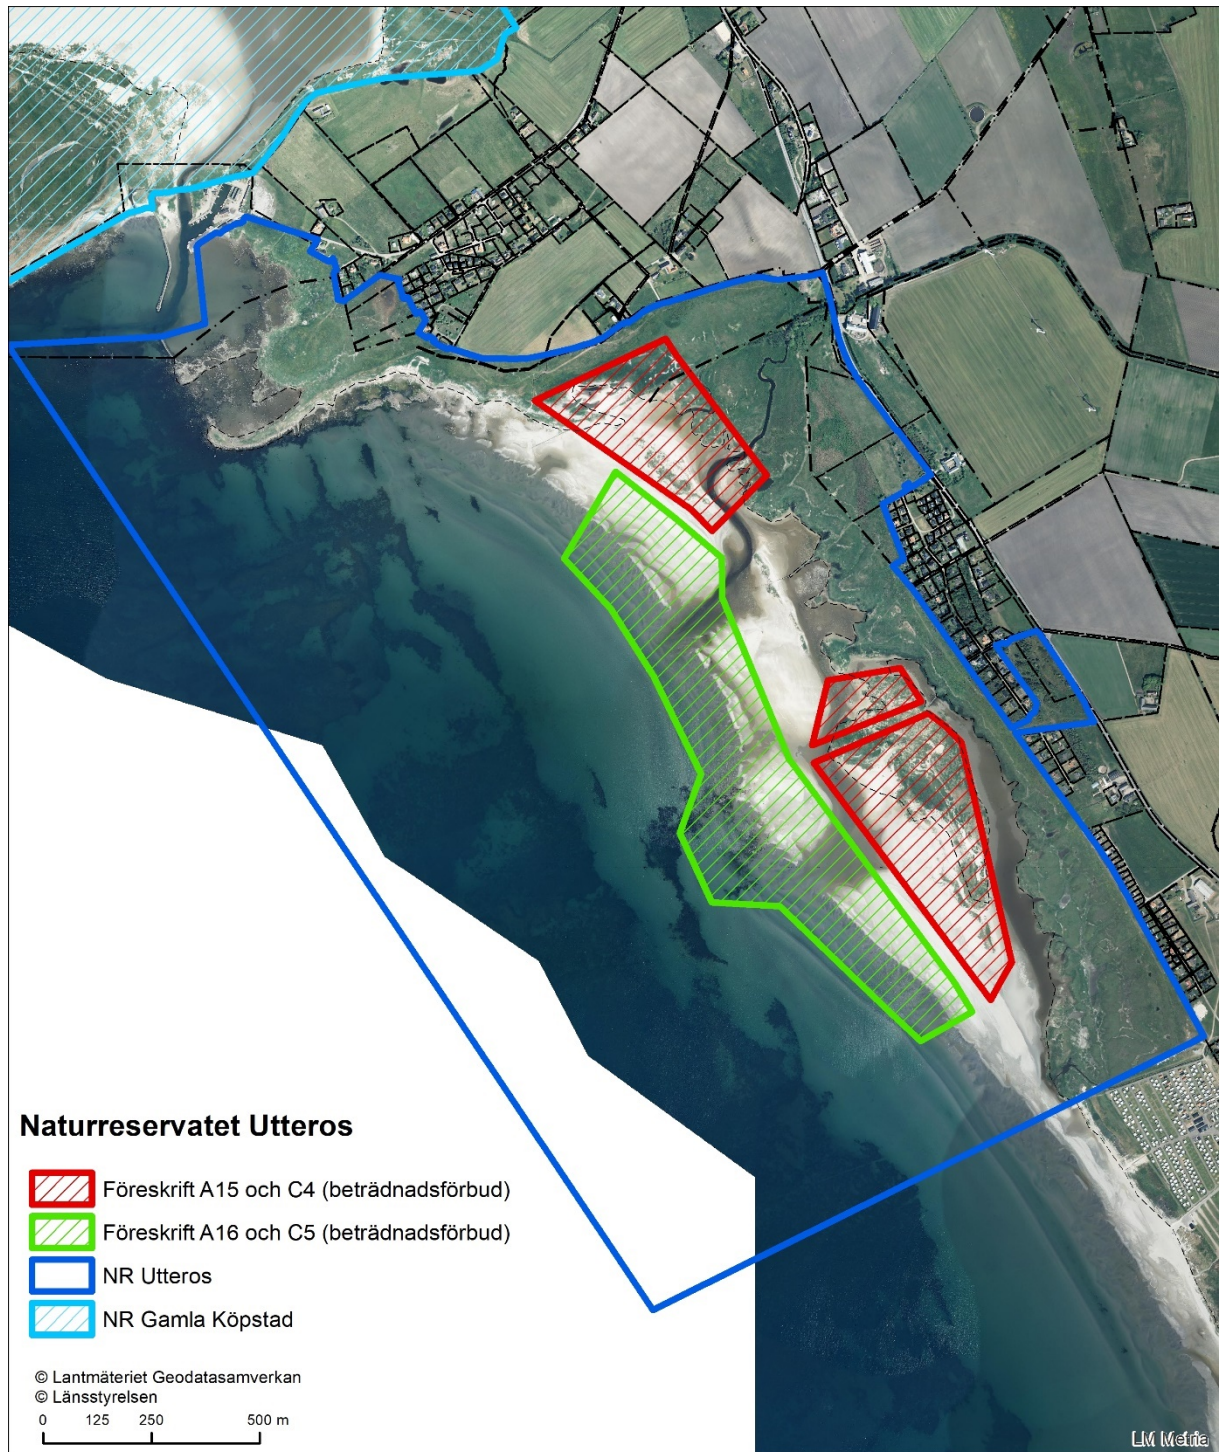 Naturreservatet Utteros
Föreskrift A15 och C4 (beträdnadsförbud)
Föreskrift A16 och C5 (beträdnadsförbud)
NR Utteros
NR Gamla Köpstad
© Lantmäteriet Geodatasamverkan
© Länsstyrelsen
0 125 250 500 m
LM Metria